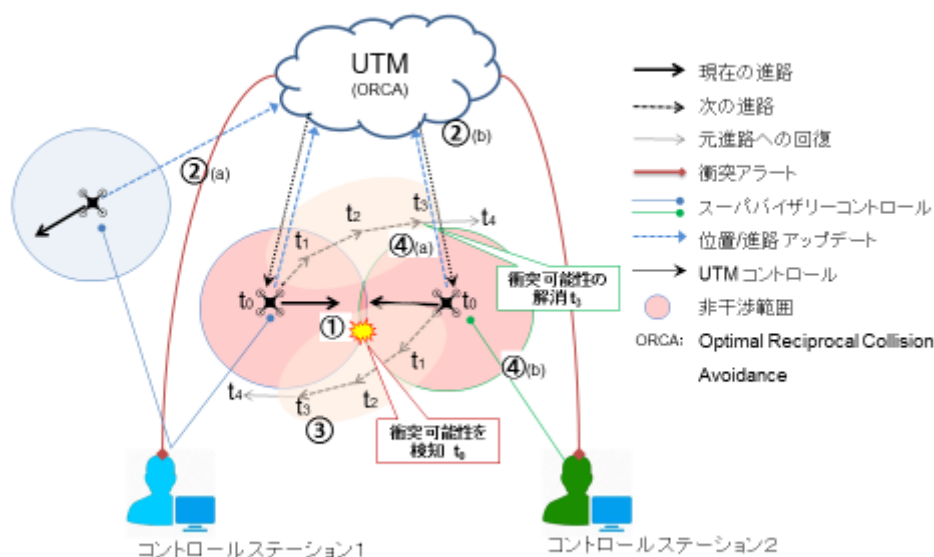 UTM
(ORCA)
②(a)
②(b)
t₁
t₂
t₃
t₄
④(a)
t₀
t₀
①
衝突可能性の
解消 t₃
t₁
t₂
t₃
t₄
③
④(b)
衝突可能性を
検知 t₀
コントロールステーション1
コントロールステーション2
現在の進路
次の進路
元進路への回復
衝突アラート
スーパバイザリーコントロール
位置/進路 アップデート
UTM コントロール
非干渉範囲
ORCA: Optimal Reciprocal Collision
Avoidance